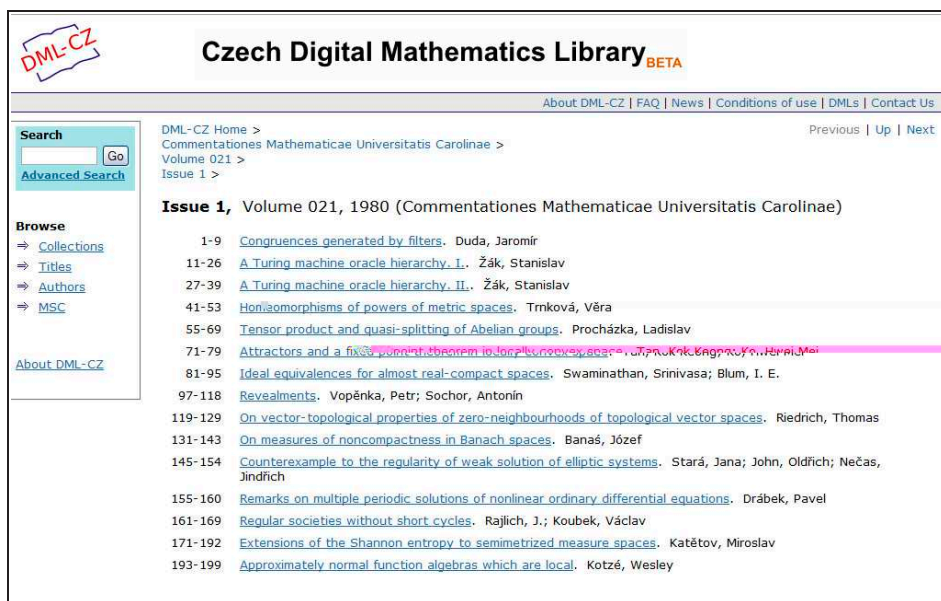 DML-CZ
Czech Digital Mathematics Library BETA
About DML-CZ | FAQ | News | Conditions of use | DMLs | Contact Us
Search
Go
Advanced Search
Browse
⇒ Collections
⇒ Titles
⇒ Authors
⇒ MSC
About DML-CZ
DML-CZ Home >
Commentationes Mathematicae Universitatis Carolinae >
Volume 021 >
Issue 1 >
Previous | Up | Next
Issue 1, Volume 021, 1980 (Commentationes Mathematicae Universitatis Carolinae)
1-9 Congruences generated by filters. Duda, Jaromír
11-26 A Turing machine oracle hierarchy. I.. Žák, Stanislav
27-39 A Turing machine oracle hierarchy. II.. Žák, Stanislav
41-53 Homeomorphisms of powers of metric spaces. Trnková, Věra
55-69 Tensor product and quasi-splitting of Abelian groups. Procházka, Ladislav
71-79 Attractors and a theorem in locally convex space
81-95 Ideal equivalences for almost real-compact spaces. Swaminathan, Srinivasa; Blum, I. E.
97-118 Revealments. Vopěnka, Petr; Sochor, Antonín
119-129 On vector-topological properties of zero-neighbourhoods of topological vector spaces. Riedrich, Thomas
131-143 On measures of noncompactness in Banach spaces. Banaś, Józef
145-154 Counterexample to the regularity of weak solution of elliptic systems. Stará, Jana; John, Oldřich; Nečas,
Jindřich
155-160 Remarks on multiple periodic solutions of nonlinear ordinary differential equations. Drábek, Pavel
161-169 Regular societies without short cycles. Rajlich, J.; Koubek, Václav
171-192 Extensions of the Shannon entropy to semimetrized measure spaces. Katětov, Miroslav
193-199 Approximately normal function algebras which are local. Kotzé, Wesley